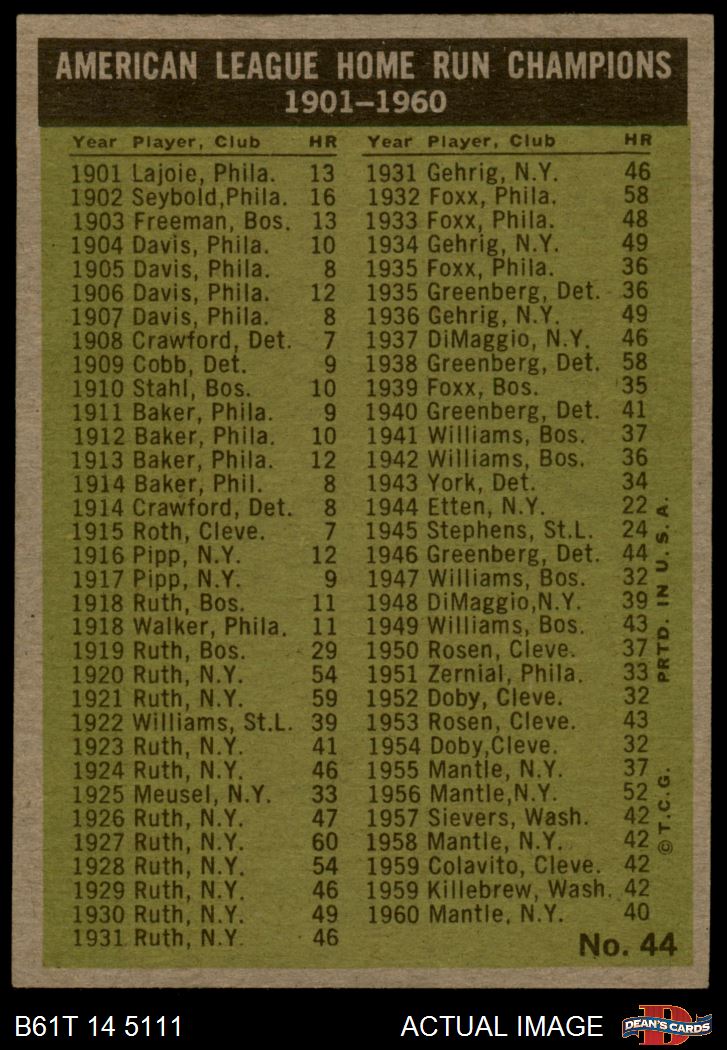 AMERICAN LEAGUE HOME RUN CHAMPIONS
1901–1960
Year Player, Club HR
1901 Lajoie, Phila. 13
1902 Seybold,Phila. 16
1903 Freeman, Bos. 13
1904 Davis, Phila. 10
1905 Davis, Phila. 8
1906 Davis, Phila. 12
1907 Davis, Phila. 8
1908 Crawford, Det. 7
1909 Cobb, Det. 9
1910 Stahl, Bos. 10
1911 Baker, Phila. 9
1912 Baker, Phila. 10
1913 Baker, Phila. 12
1914 Baker, Phil. 8
1914 Crawford, Det. 8
1915 Roth, Cleve. 7
1916 Pipp, N.Y. 12
1917 Pipp, N.Y. 9
1918 Ruth, Bos. 11
1918 Walker, Phila. 11
1919 Ruth, Bos. 29
1920 Ruth, N.Y. 54
1921 Ruth, N.Y. 59
1922 Williams, St.L. 39
1923 Ruth, N.Y. 41
1924 Ruth, N.Y. 46
1925 Meusel, N.Y. 33
1926 Ruth, N.Y. 47
1927 Ruth, N.Y. 60
1928 Ruth, N.Y. 54
1929 Ruth, N.Y. 46
1930 Ruth, N.Y. 49
1931 Ruth, N.Y. 46
Year Player, Club HR
1931 Gehrig, N.Y. 46
1932 Foxx, Phila. 58
1933 Foxx, Phila. 48
1934 Gehrig, N.Y. 49
1935 Foxx, Phila. 36
1935 Greenberg, Det. 36
1936 Gehrig, N.Y. 49
1937 DiMaggio, N.Y. 46
1938 Greenberg, Det. 58
1939 Foxx, Bos. 35
1940 Greenberg, Det. 41
1941 Williams, Bos. 37
1942 Williams, Bos. 36
1943 York, Det. 34
1944 Etten, N.Y. 22
1945 Stephens, St.L. 24
1946 Greenberg, Det. 44
1947 Williams, Bos. 32
1948 DiMaggio,N.Y. 39
1949 Williams, Bos. 43
1950 Rosen, Cleve. 37
1951 Zernial, Phila. 33
1952 Doby, Cleve. 32
1953 Rosen, Cleve. 43
1954 Doby,Cleve. 32
1955 Mantle, N.Y. 37
1956 Mantle,N.Y. 52
1957 Sievers, Wash. 42
1958 Mantle, N.Y. 42
1959 Colavito, Cleve. 42
1959 Killebrew, Wash. 42
1960 Mantle, N.Y. 40
© T.C.G. PRTD. IN U. S. A.
No. 44
B61T 14 5111
ACTUAL IMAGE
D
DEAN'S CARDS